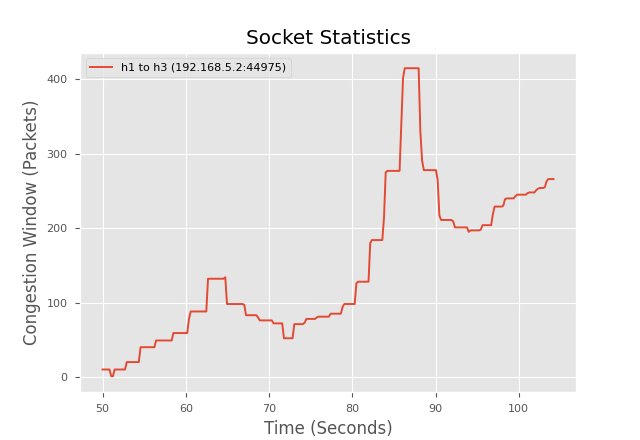 Socket Statistics
h1 to h3 (192.168.5.2:44975)
Congestion Window (Packets)
400
300
200
100
0
50 60 70 80 90 100
Time (Seconds)